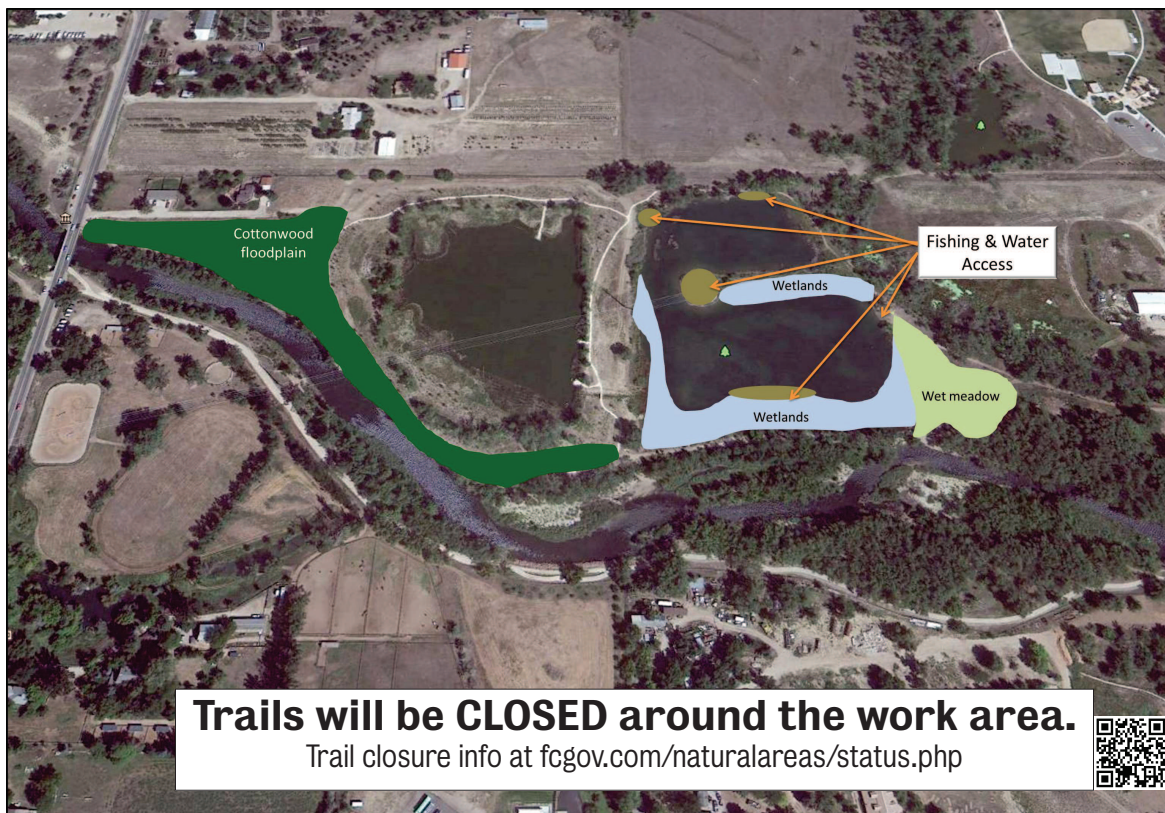 Cottonwood
floodplain
Fishing & Water
Access
Wetlands
Wetlands
Wet meadow
Trails will be CLOSED around the work area.
Trail closure info at fcgov.com/naturalareas/status.php